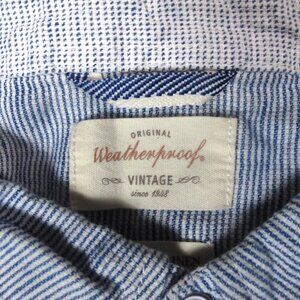 ORIGINAL
Weatherproof®
VINTAGE
since 1948